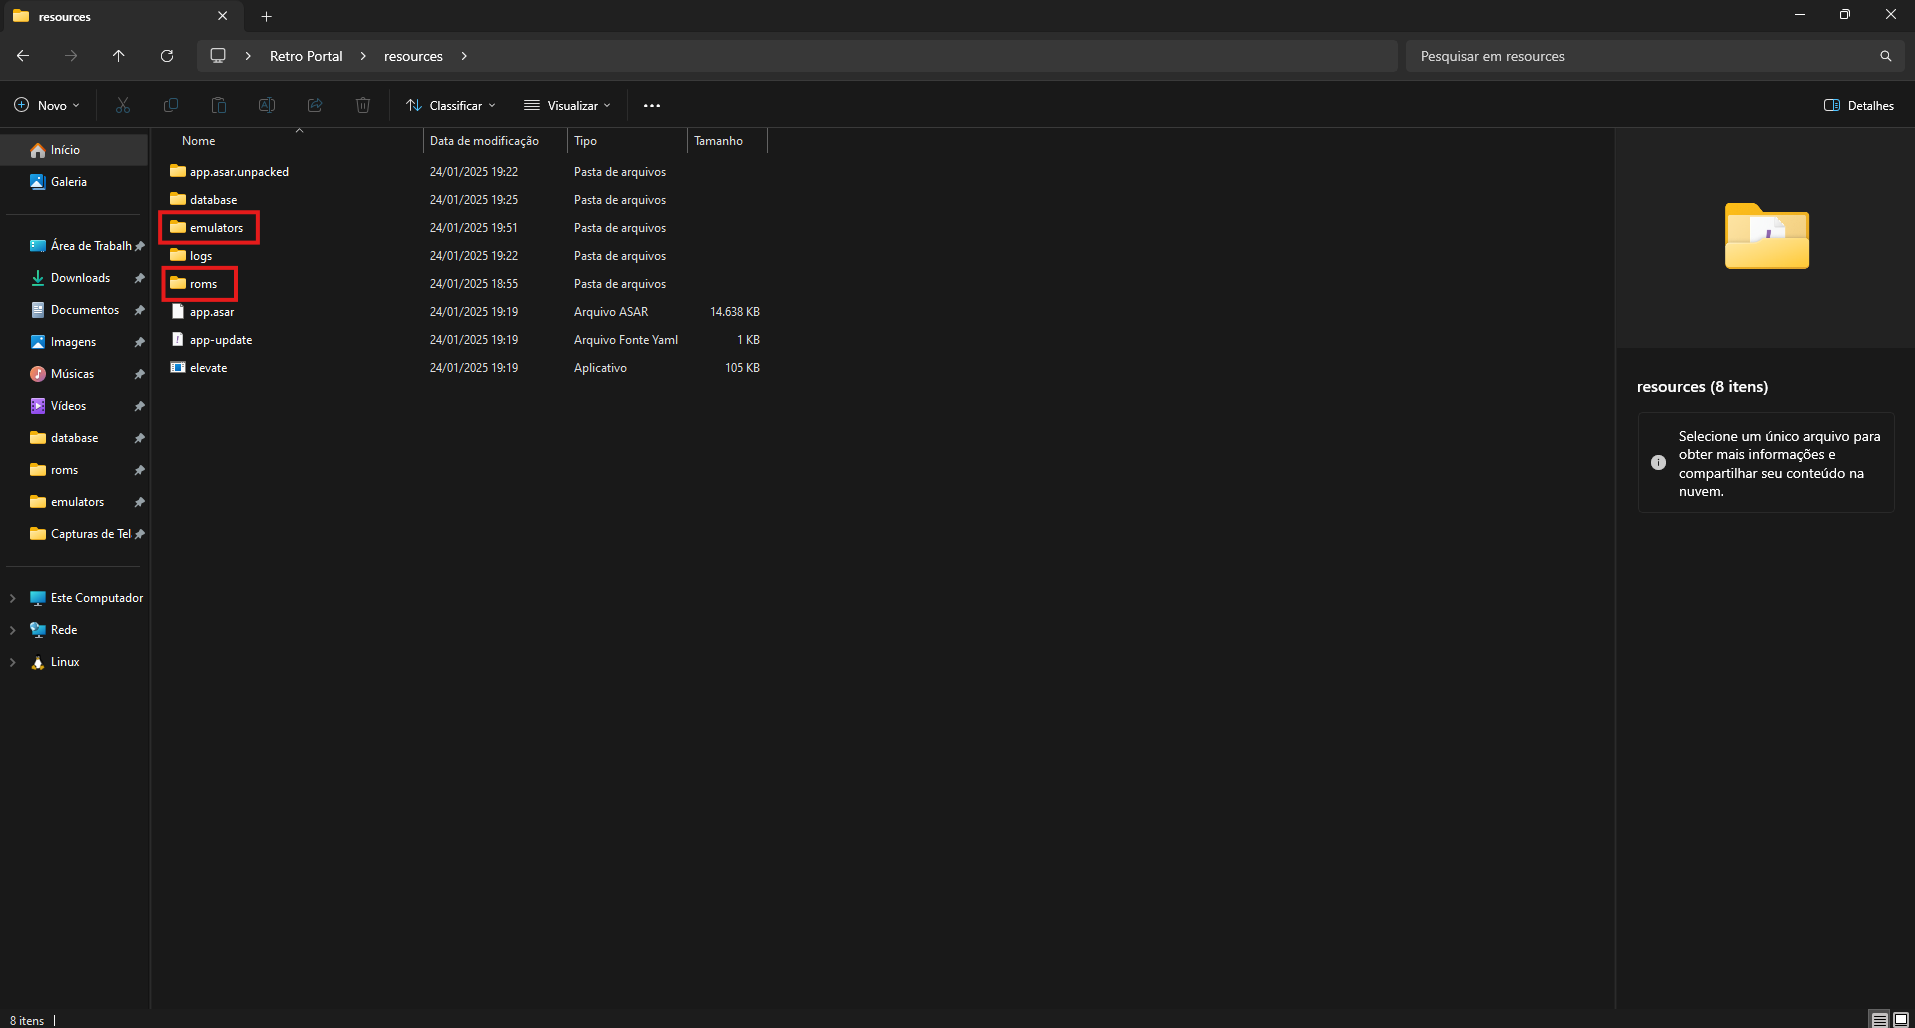 resources
Retro Portal
resources
Pesquisar em resources
Novo
Classificar
Visualizar
Detalhes
Início
Galeria
Área de Trabalh
Downloads
Documentos
Imagens
Músicas
Vídeos
database
roms
emulators
Capturas de Tel
Este Computador
Rede
Linux
Nome Data de modificação Tipo Tamanho
app.asar.unpacked 24/01/2025 19:22 Pasta de arquivos
database 24/01/2025 19:25 Pasta de arquivos
emulators 24/01/2025 19:51 Pasta de arquivos
logs 24/01/2025 19:22 Pasta de arquivos
roms 24/01/2025 18:55 Pasta de arquivos
app.asar 24/01/2025 19:19 Arquivo ASAR 14.638 KB
app-update 24/01/2025 19:19 Arquivo Fonte Yaml 1 KB
elevate 24/01/2025 19:19 Aplicativo 105 KB
resources (8 itens)
Selecione um único arquivo para
obter mais informações e
compartilhar seu conteúdo na
nuvem.
8 itens